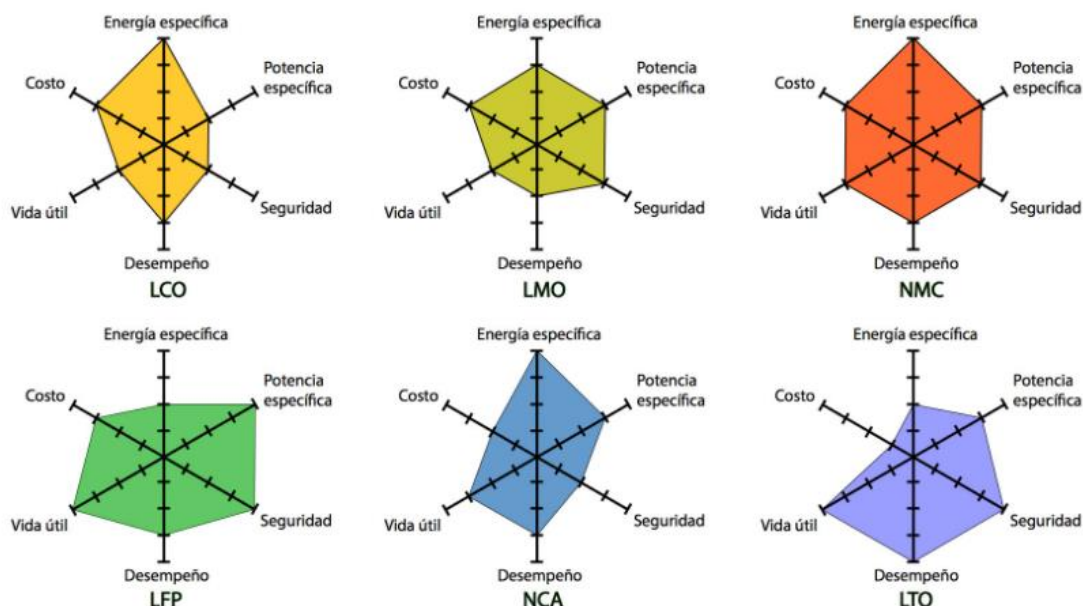 Energía específica
Costo
Potencia
específica
Vida útil
Seguridad
Desempeño
LCO
Energía específica
Costo
Potencia
específica
Vida útil
Seguridad
Desempeño
LMO
Energía específica
Costo
Potencia
específica
Vida útil
Seguridad
Desempeño
NMC
Energía específica
Costo
Potencia
específica
Vida útil
Seguridad
Desempeño
LFP
Energía específica
Costo
Potencia
específica
Vida útil
Seguridad
Desempeño
NCA
Energía específica
Costo
Potencia
específica
Vida útil
Seguridad
Desempeño
LTO